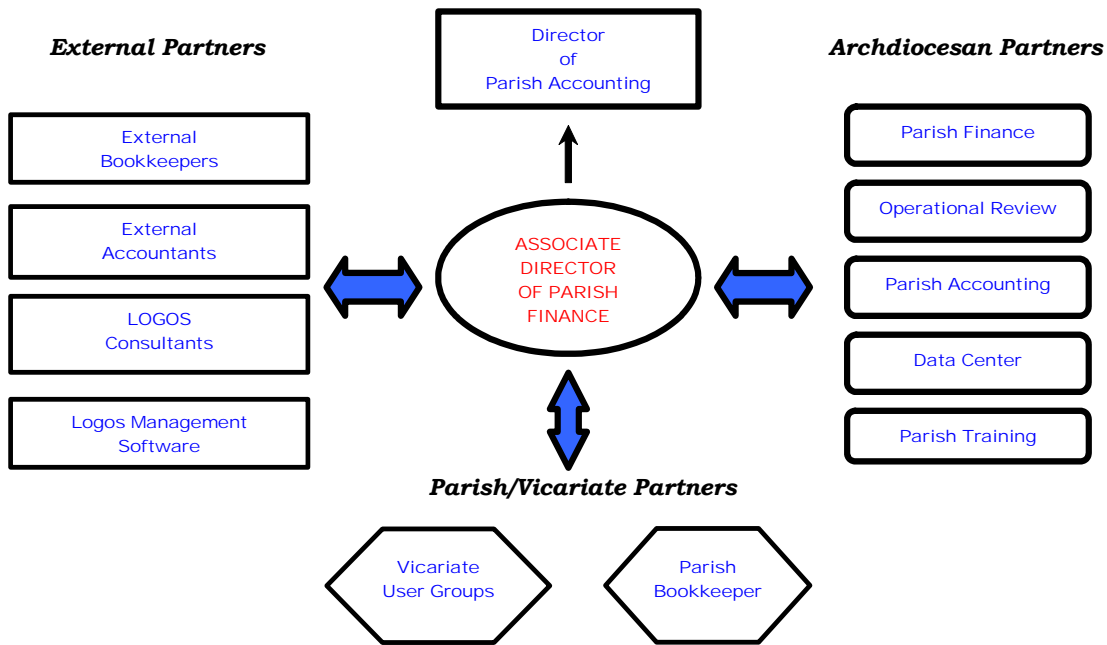 External Partners
Director
of
Parish Accounting
Archdiocesan Partners
External
Bookkeepers
External
Accountants
LOGOS
Consultants
Logos Management
Software
ASSOCIATE
DIRECTOR
OF PARISH
FINANCE
Parish Finance
Operational Review
Parish Accounting
Data Center
Parish Training
Parish/Vicariate Partners
Vicariate
User Groups
Parish
Bookkeeper